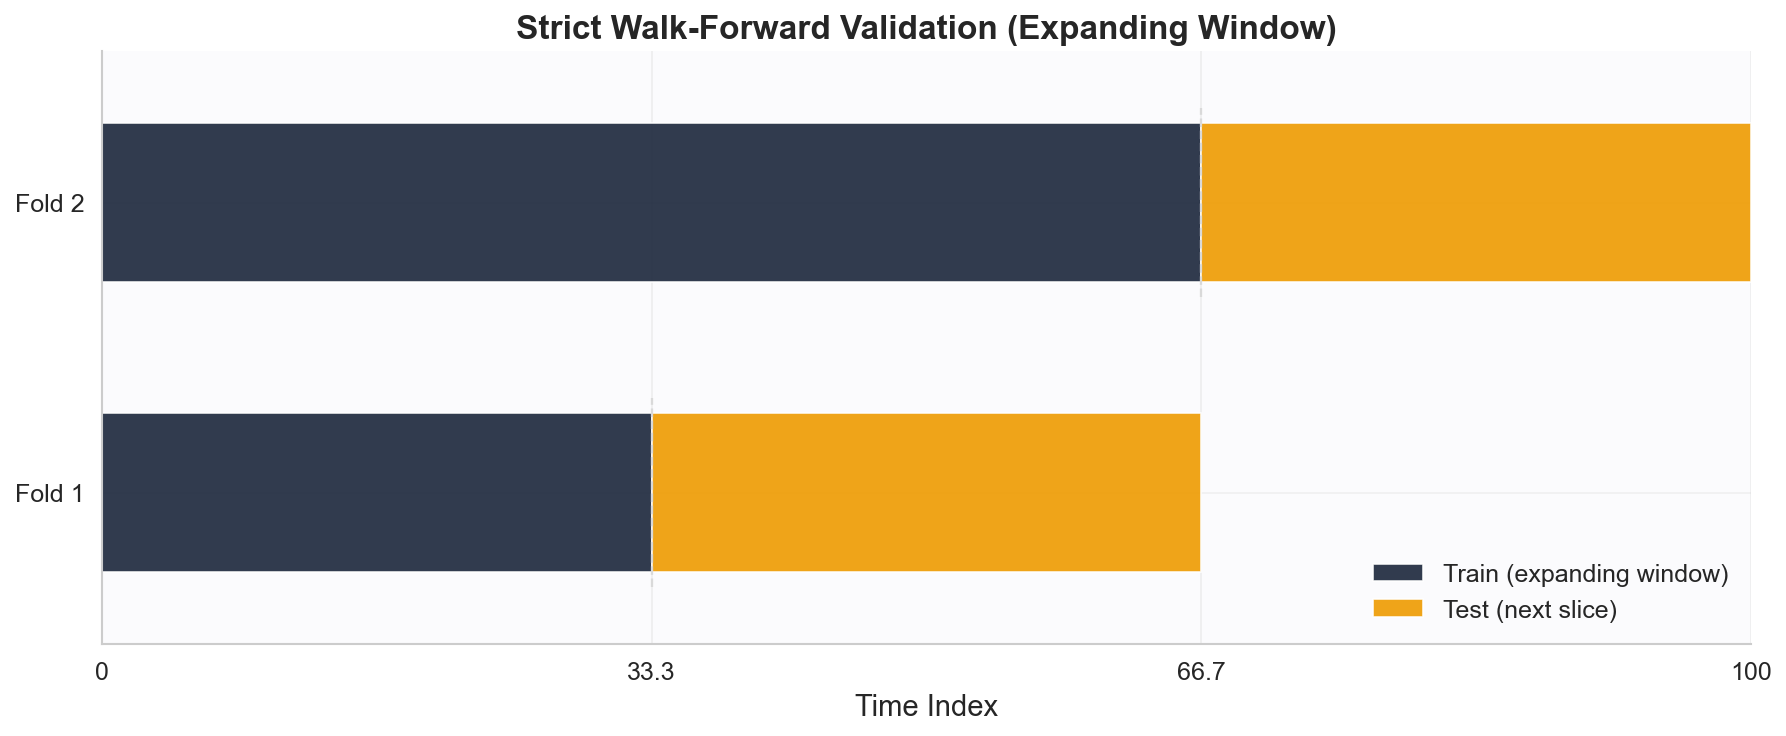 Strict Walk-Forward Validation (Expanding Window)
Fold 2
Fold 1
Train (expanding window)
Test (next slice)
0 33.3 66.7 100
Time Index